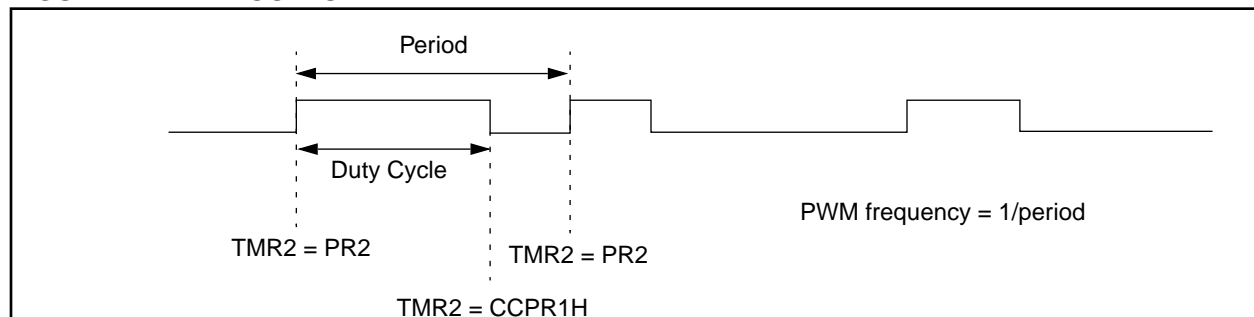 Period
Duty Cycle
PWM frequency = 1/period
TMR2 = PR2
TMR2 = PR2
TMR2 = CCPR1H